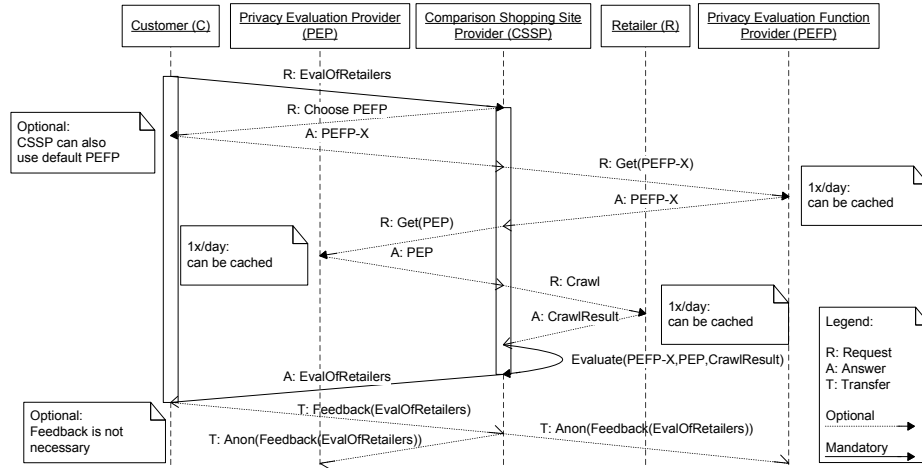 Customer (C)
Privacy Evaluation Provider
(PEP)
Comparison Shopping Site
Provider (CSSP)
Retailer (R)
Privacy Evaluation Function
Provider (PEFP)
R: EvalOfRetailers
R: Choose PEFP
Optional:
CSSP can also
use default PEFP
A: PEFP-X
R: Get(PEFP-X)
1x/day:
can be cached
A: PEFP-X
R: Get(PEP)
1x/day:
can be cached
A: PEP
R: Crawl
1x/day:
can be cached
A: CrawlResult
Evaluate(PEFP-X,PEP,CrawlResult)
A: EvalOfRetailers
Optional:
Feedback is not
necessary
T: Feedback(EvalOfRetailers)
T: Anon(Feedback(EvalOfRetailers))
T: Anon(Feedback(EvalOfRetailers))
Legend:
R: Request
A: Answer
T: Transfer
Optional
Mandatory